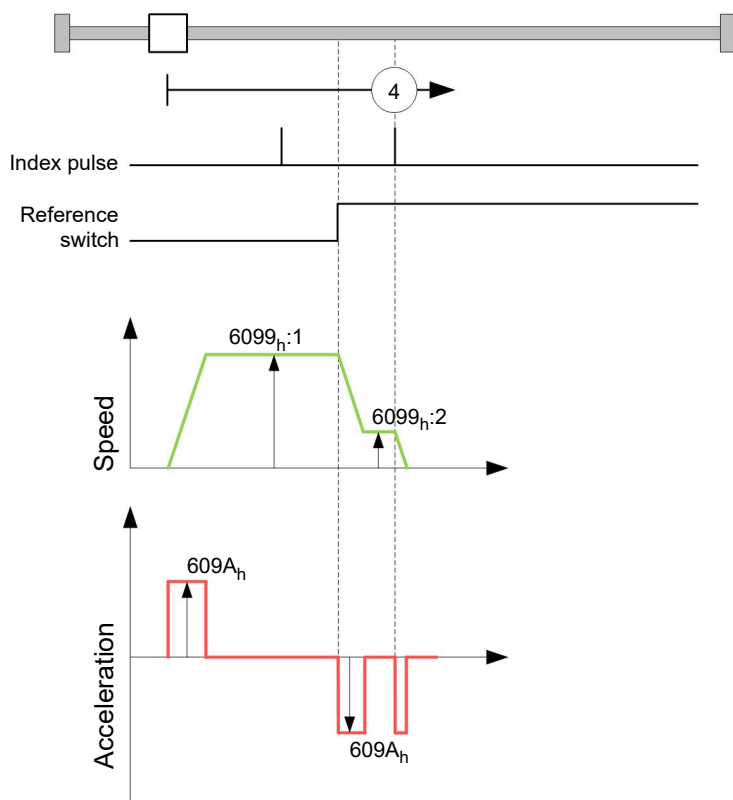 4
Index pulse
Reference
switch
6099h:1
6099h:2
Speed
609Ah
609Ah
Acceleration